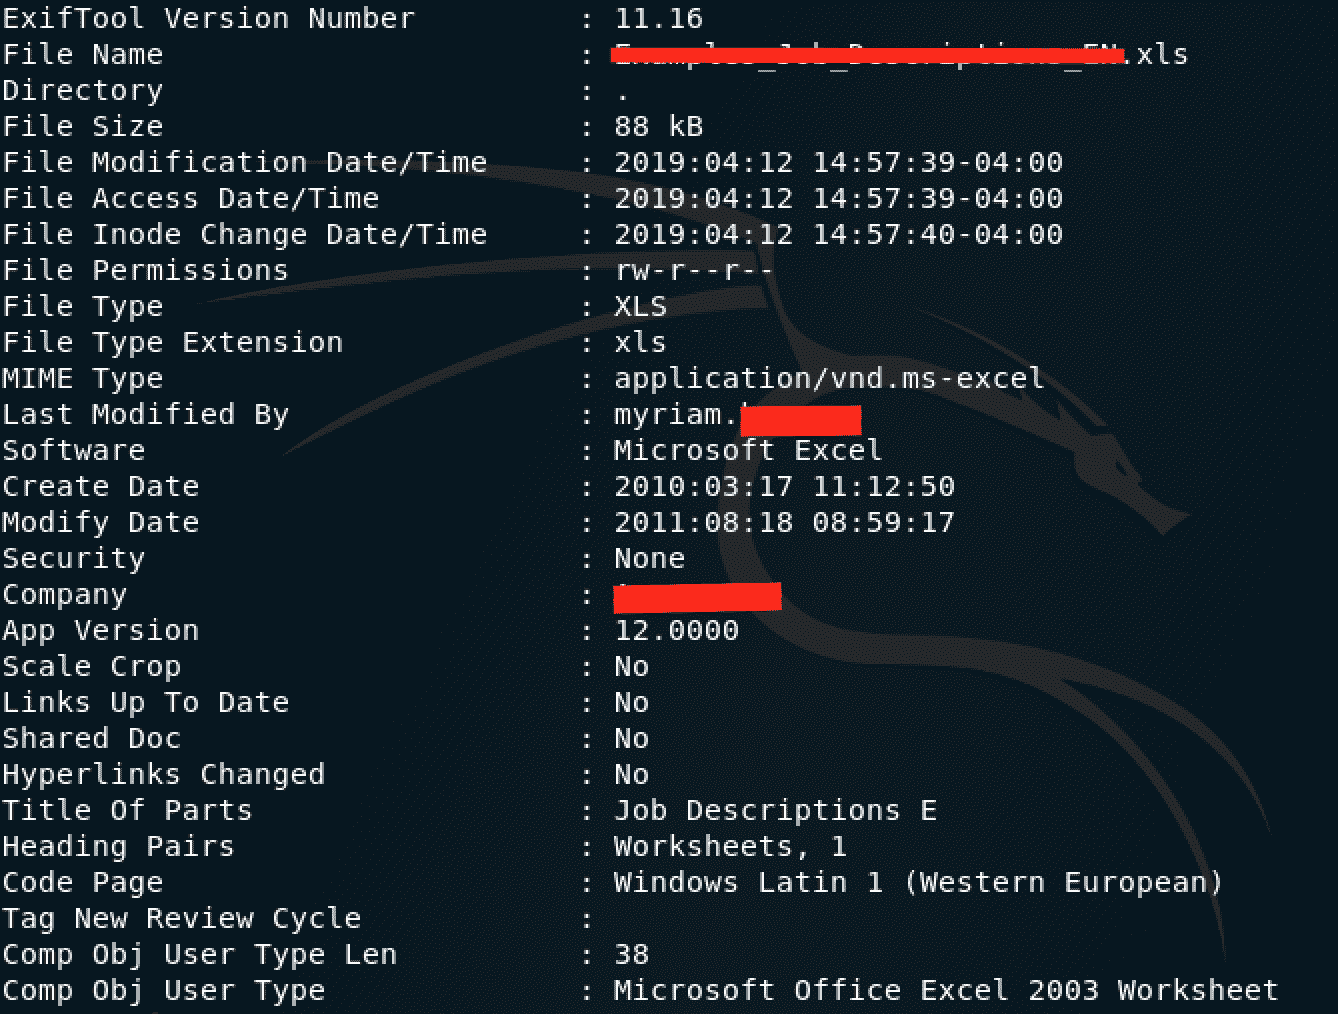 ExifTool Version Number : 11.16
File Name : .xls
Directory : .
File Size : 88 kB
File Modification Date/Time : 2019:04:12 14:57:39-04:00
File Access Date/Time : 2019:04:12 14:57:39-04:00
File Inode Change Date/Time : 2019:04:12 14:57:40-04:00
File Permissions : rw-r--r--
File Type : XLS
File Type Extension : xls
MIME Type : application/vnd.ms-excel
Last Modified By : myriam.
Software : Microsoft Excel
Create Date : 2010:03:17 11:12:50
Modify Date : 2011:08:18 08:59:17
Security : None
Company :
App Version : 12.0000
Scale Crop : No
Links Up To Date : No
Shared Doc : No
Hyperlinks Changed : No
Title Of Parts : Job Descriptions E
Heading Pairs : Worksheets, 1
Code Page : Windows Latin 1 (Western European)
Tag New Review Cycle :
Comp Obj User Type Len : 38
Comp Obj User Type : Microsoft Office Excel 2003 Worksheet